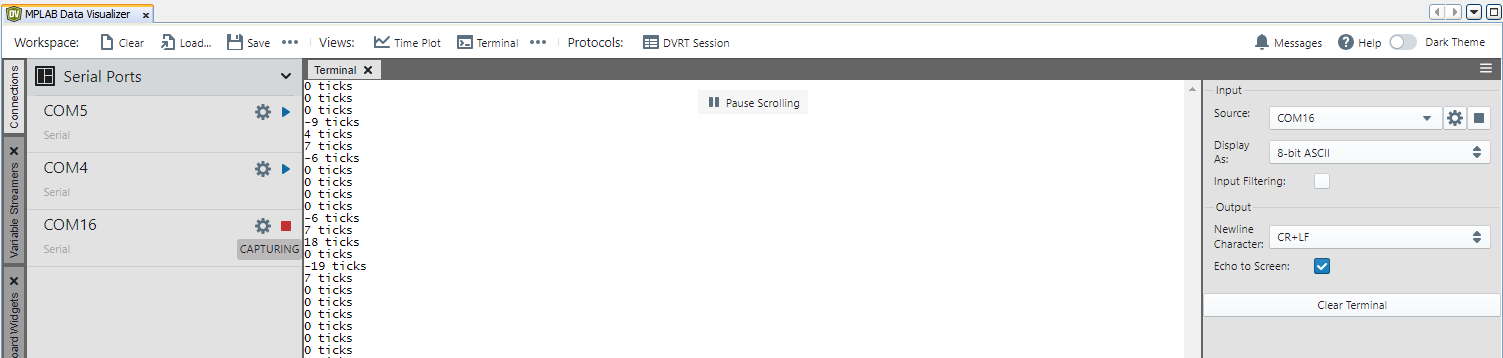 MPLAB Data Visualizer
Workspace: Clear Load... Save Views: Time Plot Terminal Protocols: DVRT Session Messages Help Dark Theme
Connections
Variable Streamers
oard Widgets
Serial Ports
COM5
Serial
COM4
Serial
COM16
Serial
CAPTURING
Terminal
Pause Scrolling
0 ticks
0 ticks
0 ticks
-9 ticks
4 ticks
7 ticks
-6 ticks
0 ticks
0 ticks
0 ticks
0 ticks
-6 ticks
7 ticks
18 ticks
0 ticks
-19 ticks
7 ticks
0 ticks
0 ticks
0 ticks
0 ticks
0 ticks
0 ticks
Input
Source: COM16
Display
As: 8-bit ASCII
Input Filtering:
Output
Newline
Character: CR+LF
Echo to Screen:
Clear Terminal